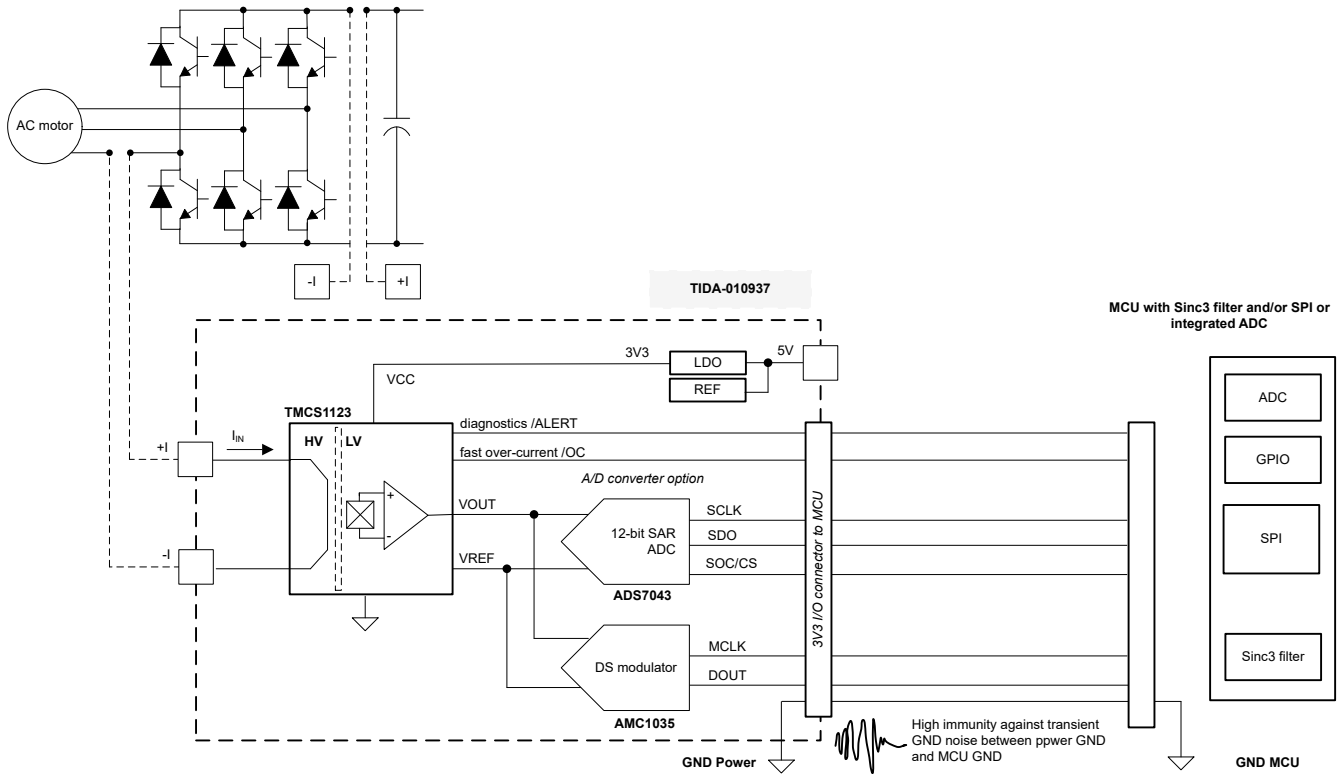 AC motor
-I
+I
TIDA-010937
MCU with Sinc3 filter and/or SPI or
integrated ADC
3V3
LDO
5V
VCC
REF
ADC
TMCS1123
diagnostics /ALERT
HV
LV
+I
IIN
fast over-current /OC
GPIO
A/D converter option
+
-
VOUT
SCLK
12-bit SAR
ADC
SDO
SPI
-I
VREF
SOC/CS
ADS7043
3V3 I/O connector to MCU
MCLK
DS modulator
DOUT
Sinc3 filter
AMC1035
High immunity against transient
GND noise between ppwer GND
and MCU GND
GND Power
GND MCU